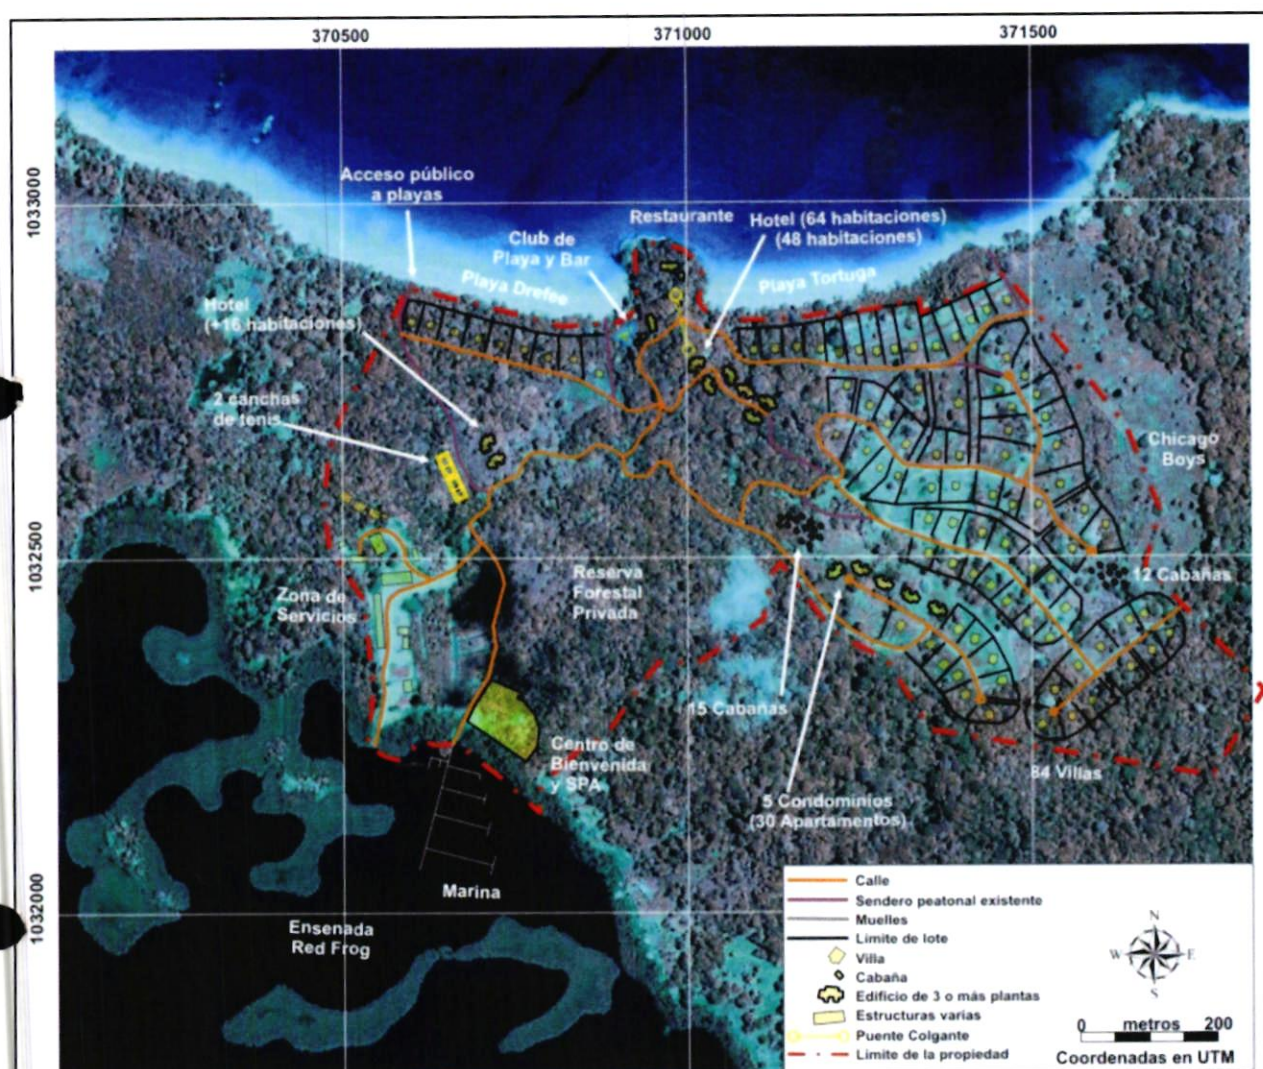 370500
371000
371500
1033000
Acceso público
a playas
Restaurante
Hotel (64 habitaciones)
(48 habitaciones)
Club de
Playa y Bar
Playa Drefee
Playa Tortuga
Hotel
(+16 habitaciones)
2 canchas
de tenis
Chicago
Boys
1032500
Zona de
Servicios
Reserva
Forestal
Privada
12 Cabañas
15 Cabañas
Centro de
Bienvenida
y SPA
84 Villas
5 Condominios
(30 Apartamentos)
1032000
Marina
Ensenada
Red Frog
Calle
Sendero peatonal existente
Muelles
Limite de lote
Villa
Cabaña
Edificio de 3 o más plantas
Estructuras varias
Puente Colgante
Limite de la propiedad
N
W
E
S
0 metros 200
Coordenadas en UTM